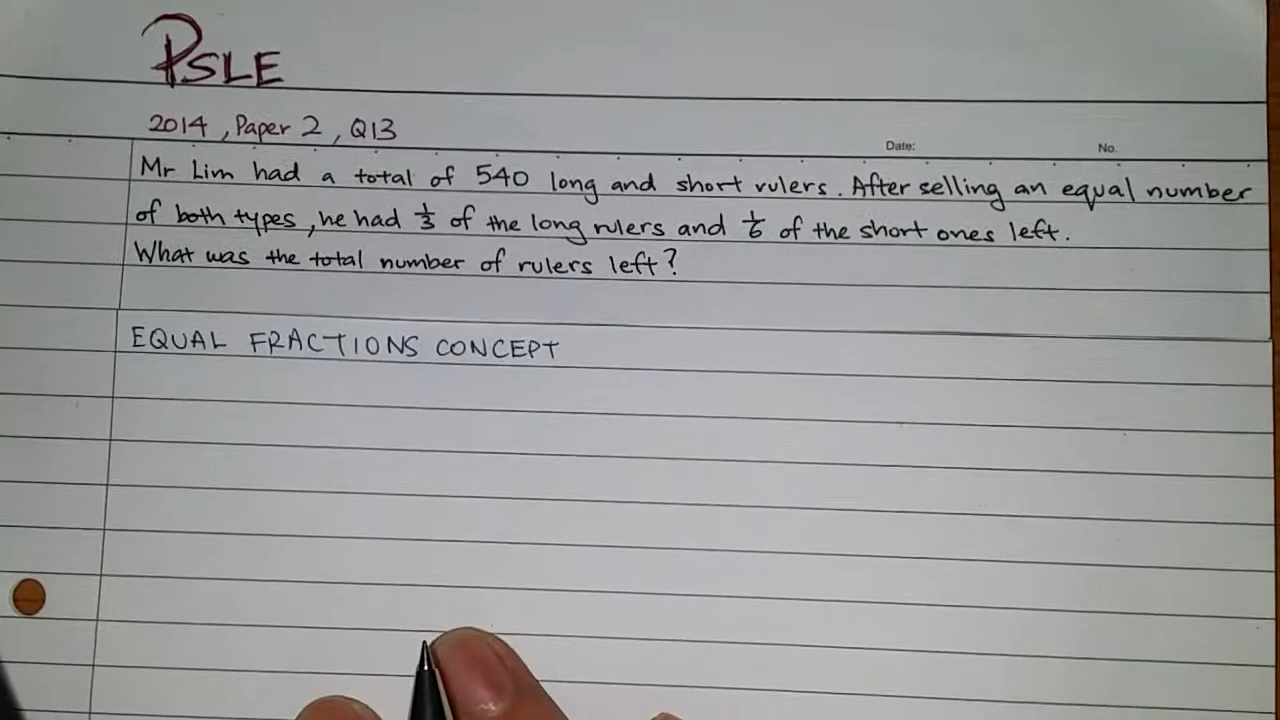 PSLE
2014, Paper 2, Q13
Date:
No.
Mr Lim had a total of 540 long and short rulers. After selling an equal number
of both types, he had 1/3 of the long rulers and 1/6 of the short ones left.
What was the total number of rulers left?
EQUAL FRACTIONS CONCEPT